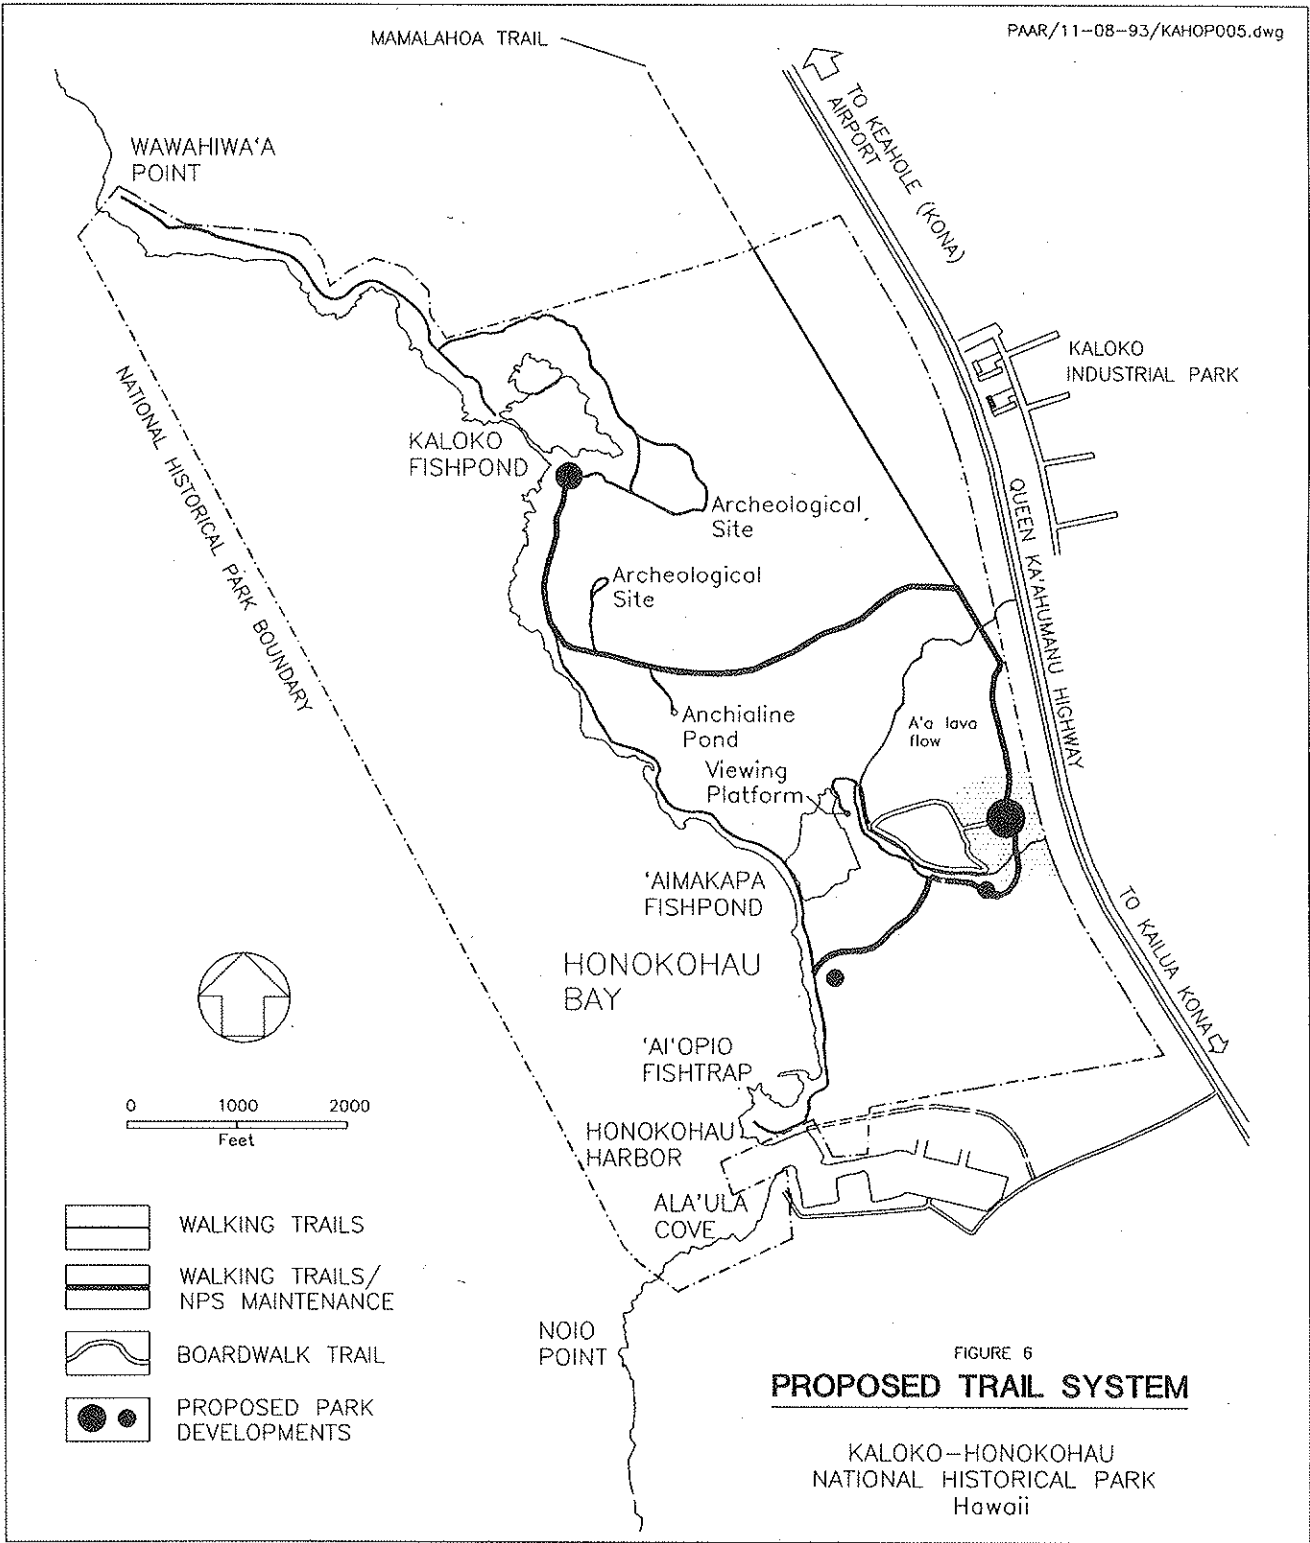 PAAR/11-08-93/KAHOP005.dwg
MAMALAHOA TRAIL
TO KEAHOLE (KONA)
AIRPORT
WAWAHIWA'A
POINT
KALOKO
INDUSTRIAL PARK
NATIONAL HISTORICAL PARK BOUNDARY
KALOKO
FISHPOND
QUEEN KA'AHUMANU HIGHWAY
Archeological
Site
Archeological
Site
Anchialine
Pond
A'a lava
flow
Viewing
Platform
'AIMAKAPA
FISHPOND
TO KAILUA KONA
HONOKOHAU
BAY
'AI'OPIO
FISHTRAP
0 1000 2000
Feet
HONOKOHAU
HARBOR
ALA'ULA
COVE
WALKING TRAILS
WALKING TRAILS/
NPS MAINTENANCE
BOARDWALK TRAIL
PROPOSED PARK
DEVELOPMENTS
NOIO
POINT
FIGURE 6
PROPOSED TRAIL SYSTEM
KALOKO-HONOKOHAU
NATIONAL HISTORICAL PARK
Hawaii